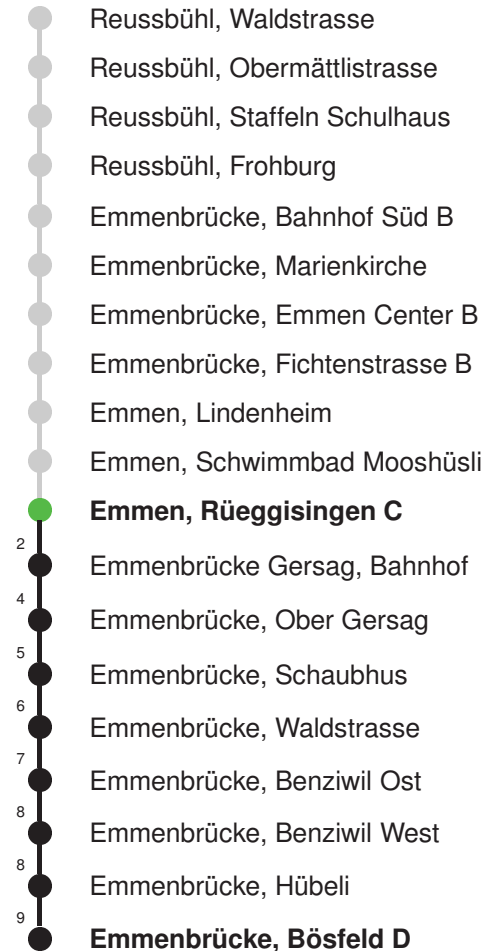 Reussbühl, Waldstrasse
Reussbühl, Obermättlistrasse
Reussbühl, Staffeln Schulhaus
Reussbühl, Frohburg
Emmenbrücke, Bahnhof Süd B
Emmenbrücke, Marienkirche
Emmenbrücke, Emmen Center B
Emmenbrücke, Fichtenstrasse B
Emmen, Lindenheim
Emmen, Schwimmbad Mooshüsli
Emmen, Rüeggisingen C
2 Emmenbrücke Gersag, Bahnhof
4 Emmenbrücke, Ober Gersag
5 Emmenbrücke, Schaubhus
6 Emmenbrücke, Waldstrasse
7 Emmenbrücke, Benziwil Ost
8 Emmenbrücke, Benziwil West
8 Emmenbrücke, Hübeli
9 Emmenbrücke, Bösfeld D